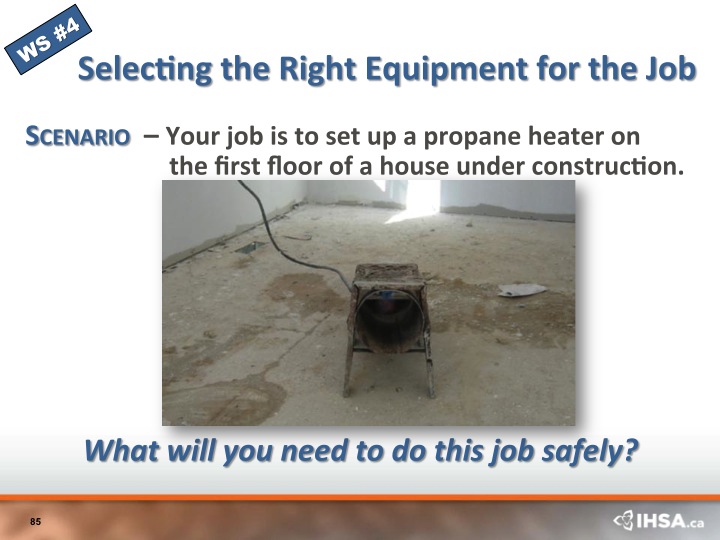 WS #4
Selecting the Right Equipment for the Job
SCENARIO – Your job is to set up a propane heater on
the first floor of a house under construction.
What will you need to do this job safely?
85
IHSA.ca